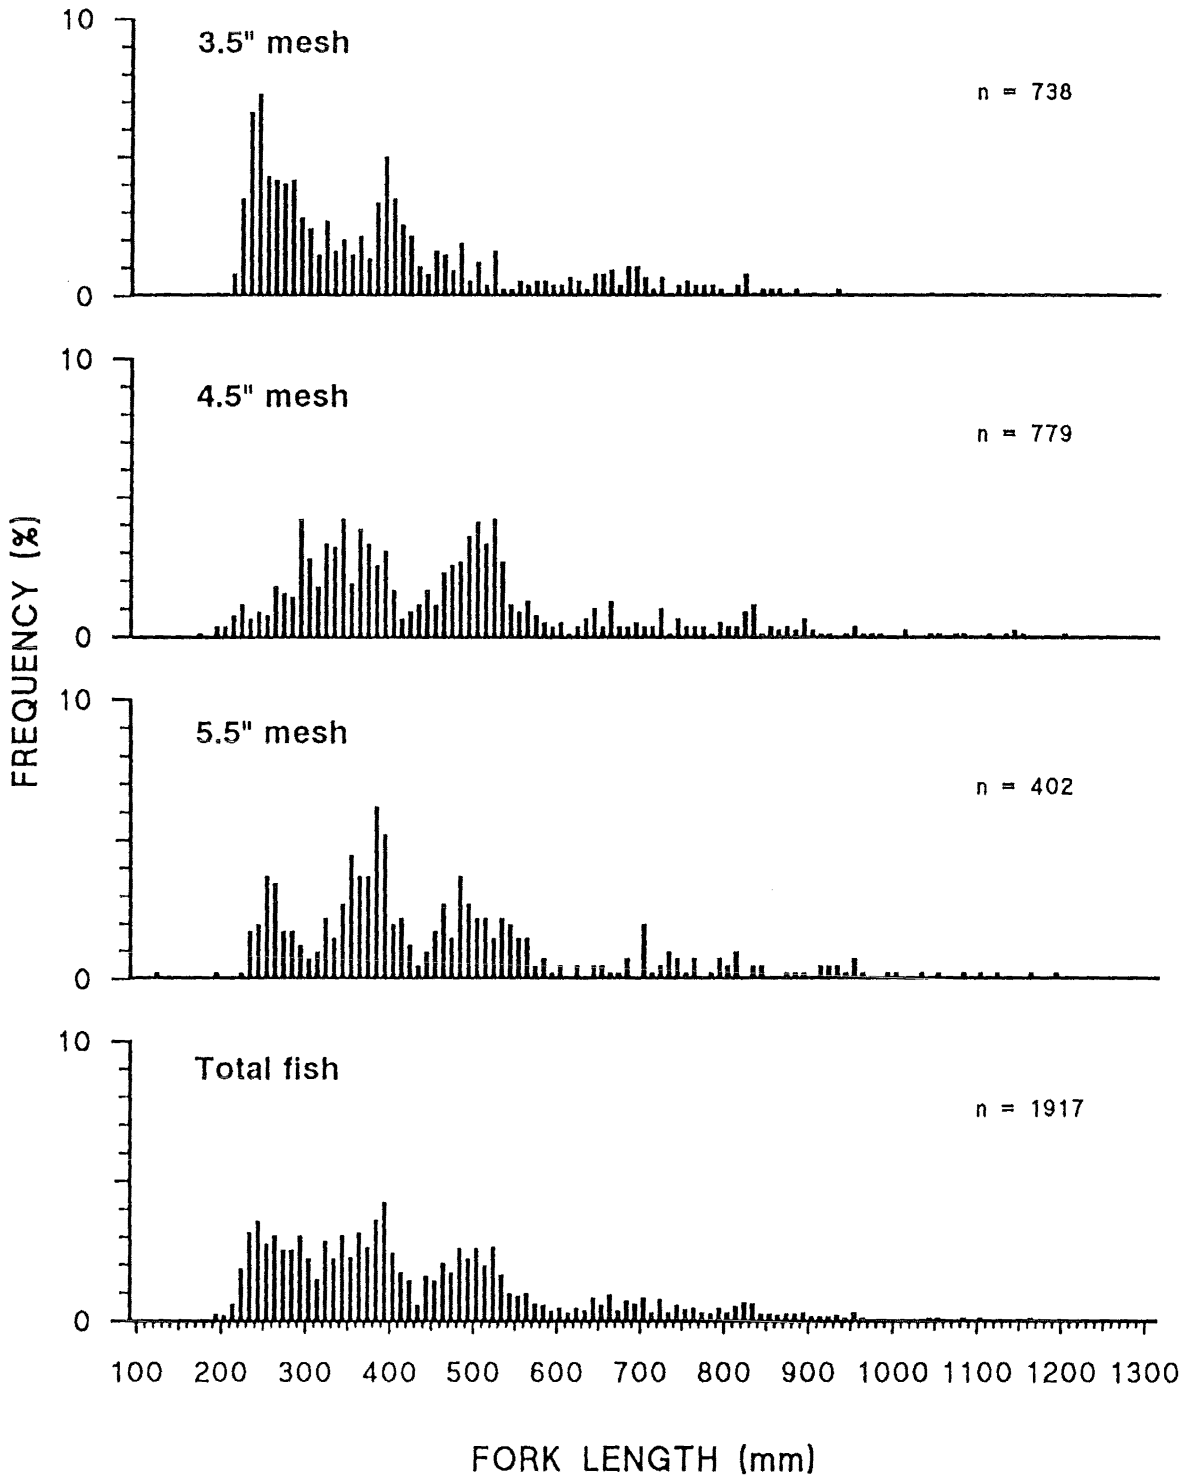 10
3.5" mesh
n = 738
0
10
4.5" mesh
n = 779
0
FREQUENCY (%)
10
5.5" mesh
n = 402
0
10
Total fish
n = 1917
0
100 200 300 400 500 600 700 800 900 1000 1100 1200 1300
FORK LENGTH (mm)